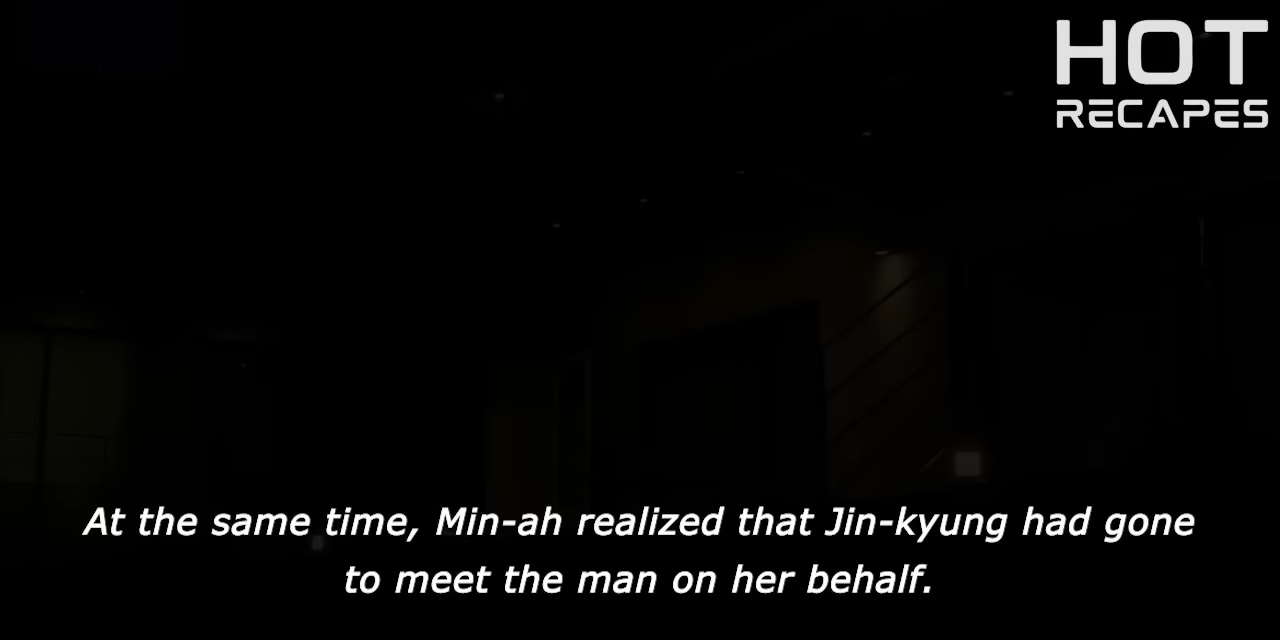 HOT
RECAPES
At the same time, Min-ah realized that Jin-kyung had gone
to meet the man on her behalf.